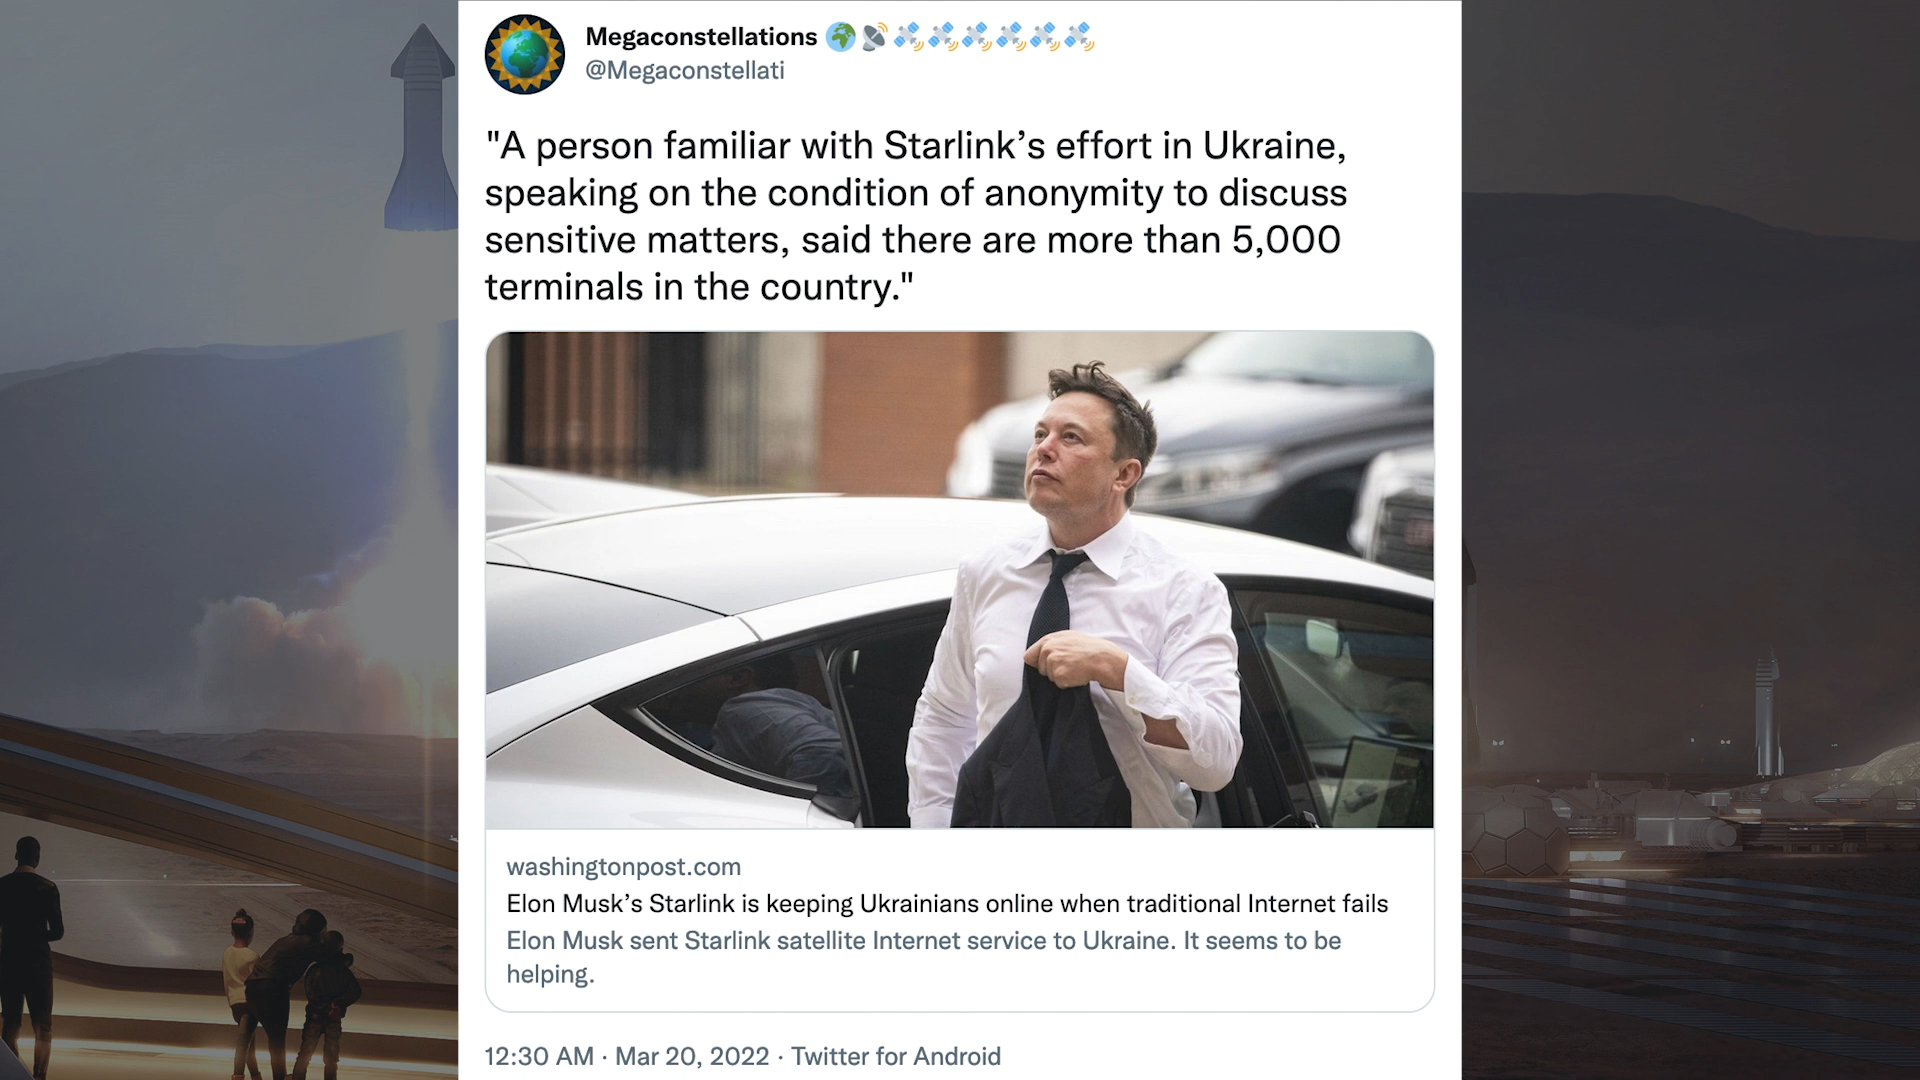 Megaconstellations 🌍📡🛰️🛰️🛰️🛰️🛰️🛰️
@Megaconstellati
"A person familiar with Starlink’s effort in Ukraine,
speaking on the condition of anonymity to discuss
sensitive matters, said there are more than 5,000
terminals in the country."
washingtonpost.com
Elon Musk’s Starlink is keeping Ukrainians online when traditional Internet fails
Elon Musk sent Starlink satellite Internet service to Ukraine. It seems to be
helping.
12:30 AM · Mar 20, 2022 · Twitter for Android